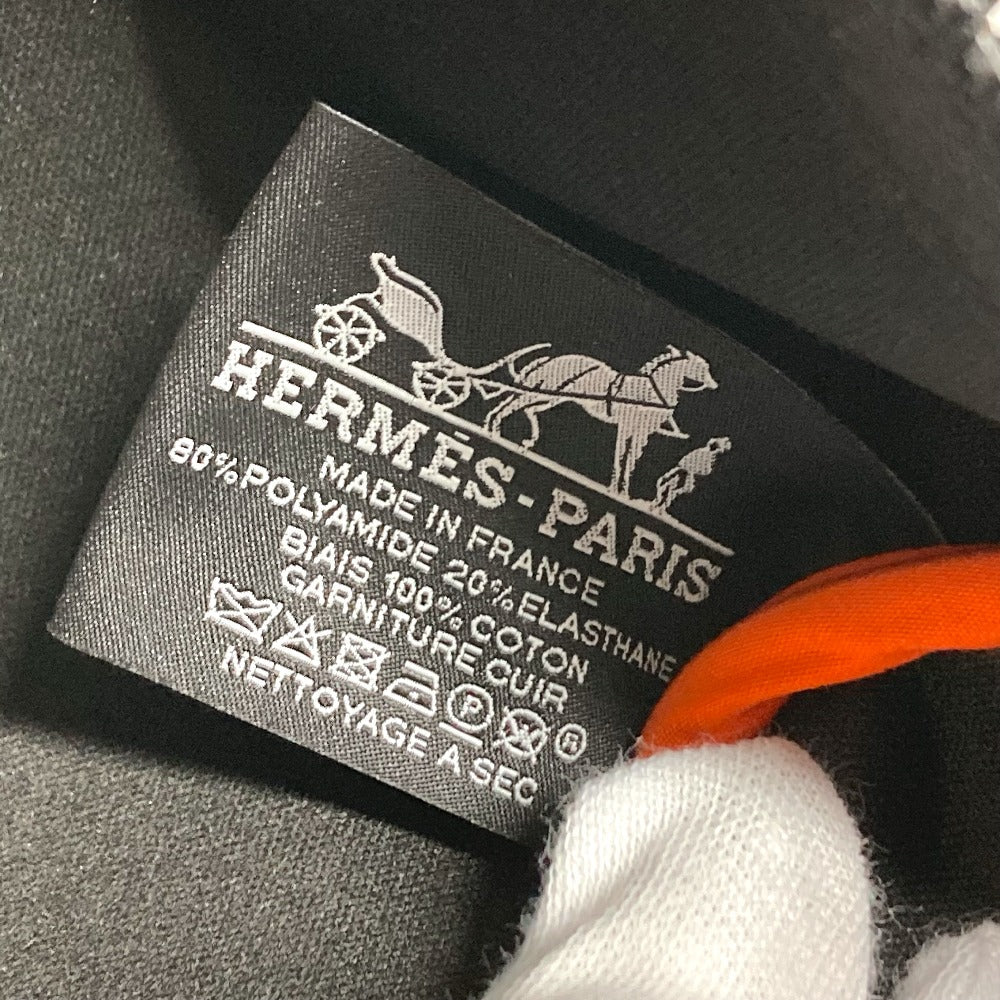 HERMÈS-PARIS
MADE IN FRANCE
80%POLYAMIDE 20%ELASTHANE
BIAIS 100% COTON
GARNITURE CUIR
P ®
NETTOYAGE A SEC